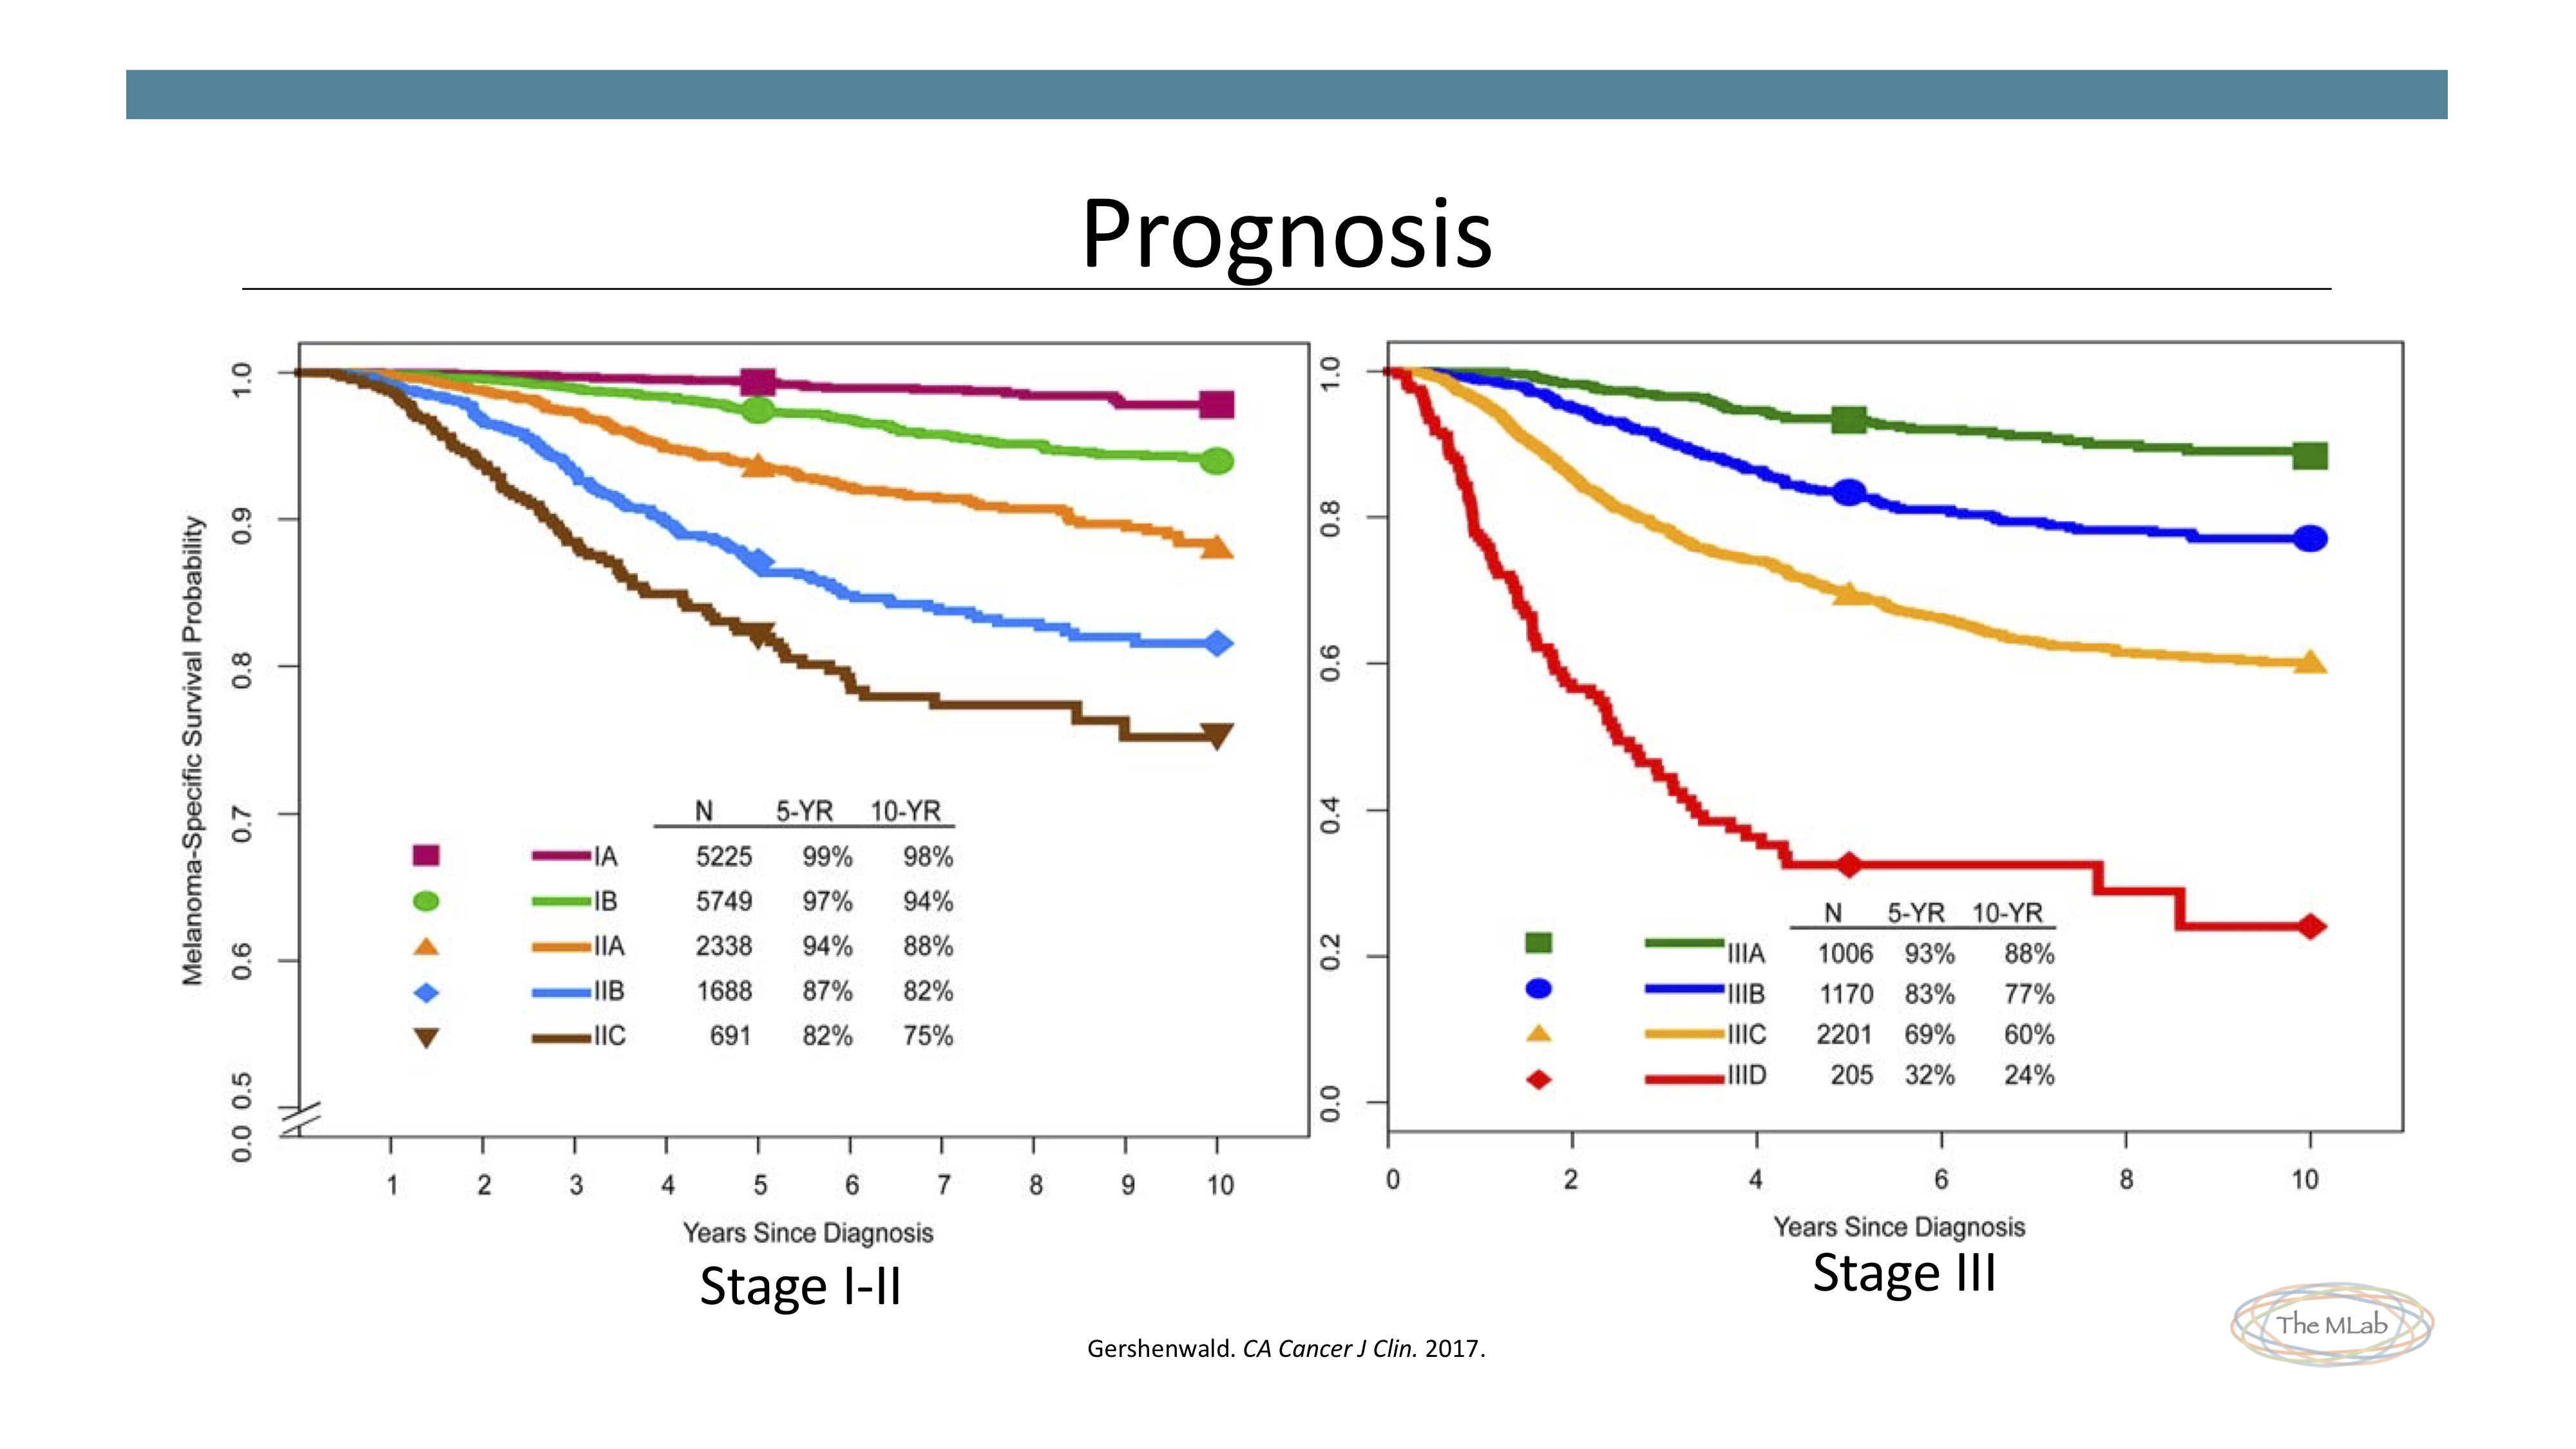 Prognosis
Melanoma-Specific Survival Probability
1.0
0.9
0.8
0.7
0.6
0.5
0.0
N 5-YR 10-YR
IA 5225 99% 98%
IB 5749 97% 94%
IIA 2338 94% 88%
IIB 1688 87% 82%
IIC 691 82% 75%
1 2 3 4 5 6 7 8 9 10
Years Since Diagnosis
Stage I-II
1.0
0.8
0.6
0.4
0.2
0.0
N 5-YR 10-YR
IIIA 1006 93% 88%
IIIB 1170 83% 77%
IIIC 2201 69% 60%
IIID 205 32% 24%
0 2 4 6 8 10
Years Since Diagnosis
Stage III
Gershenwald. CA Cancer J Clin. 2017.
The MLab